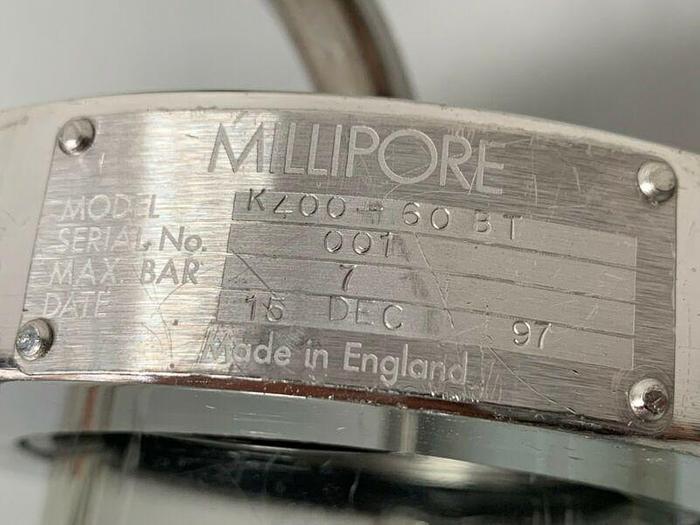 MILLIPORE
MODEL K400-160 BT
SERIAL No. 001
MAX. BAR 7
DATE 15 DEC 97
Made in England